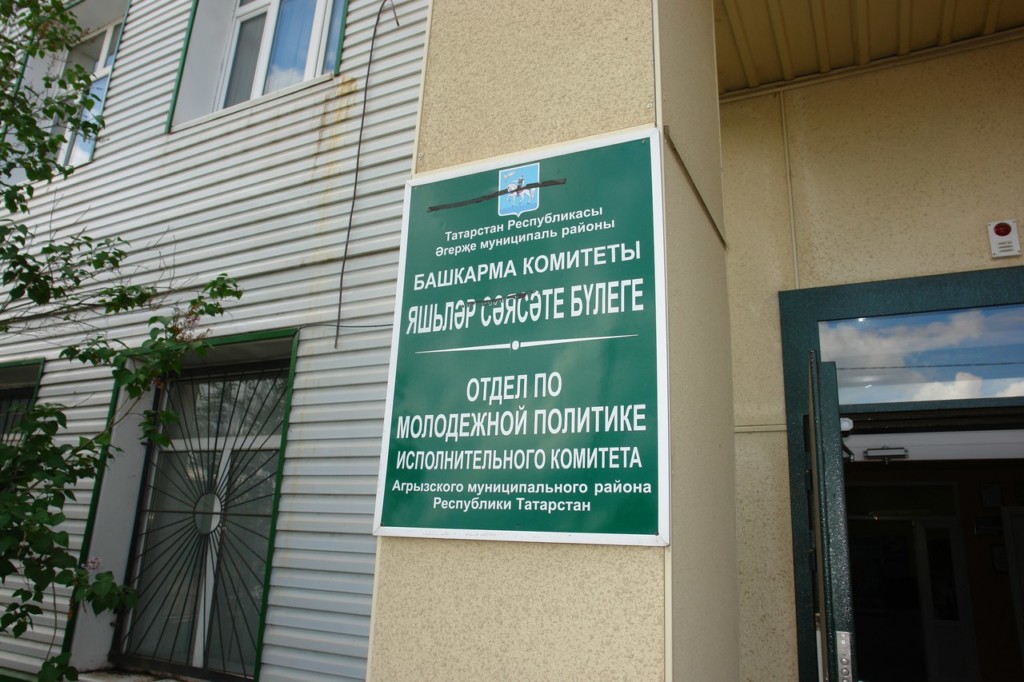 Татарстан Республикасы
Әгерҗе муниципаль районы
БАШКАРМА КОМИТЕТЫ
ЯШЬЛӘР СӘЯСӘТЕ БҮЛЕГЕ
ОТДЕЛ ПО
МОЛОДЕЖНОЙ ПОЛИТИКЕ
ИСПОЛНИТЕЛЬНОГО КОМИТЕТА
Агрызского муниципального района
Республики Татарстан